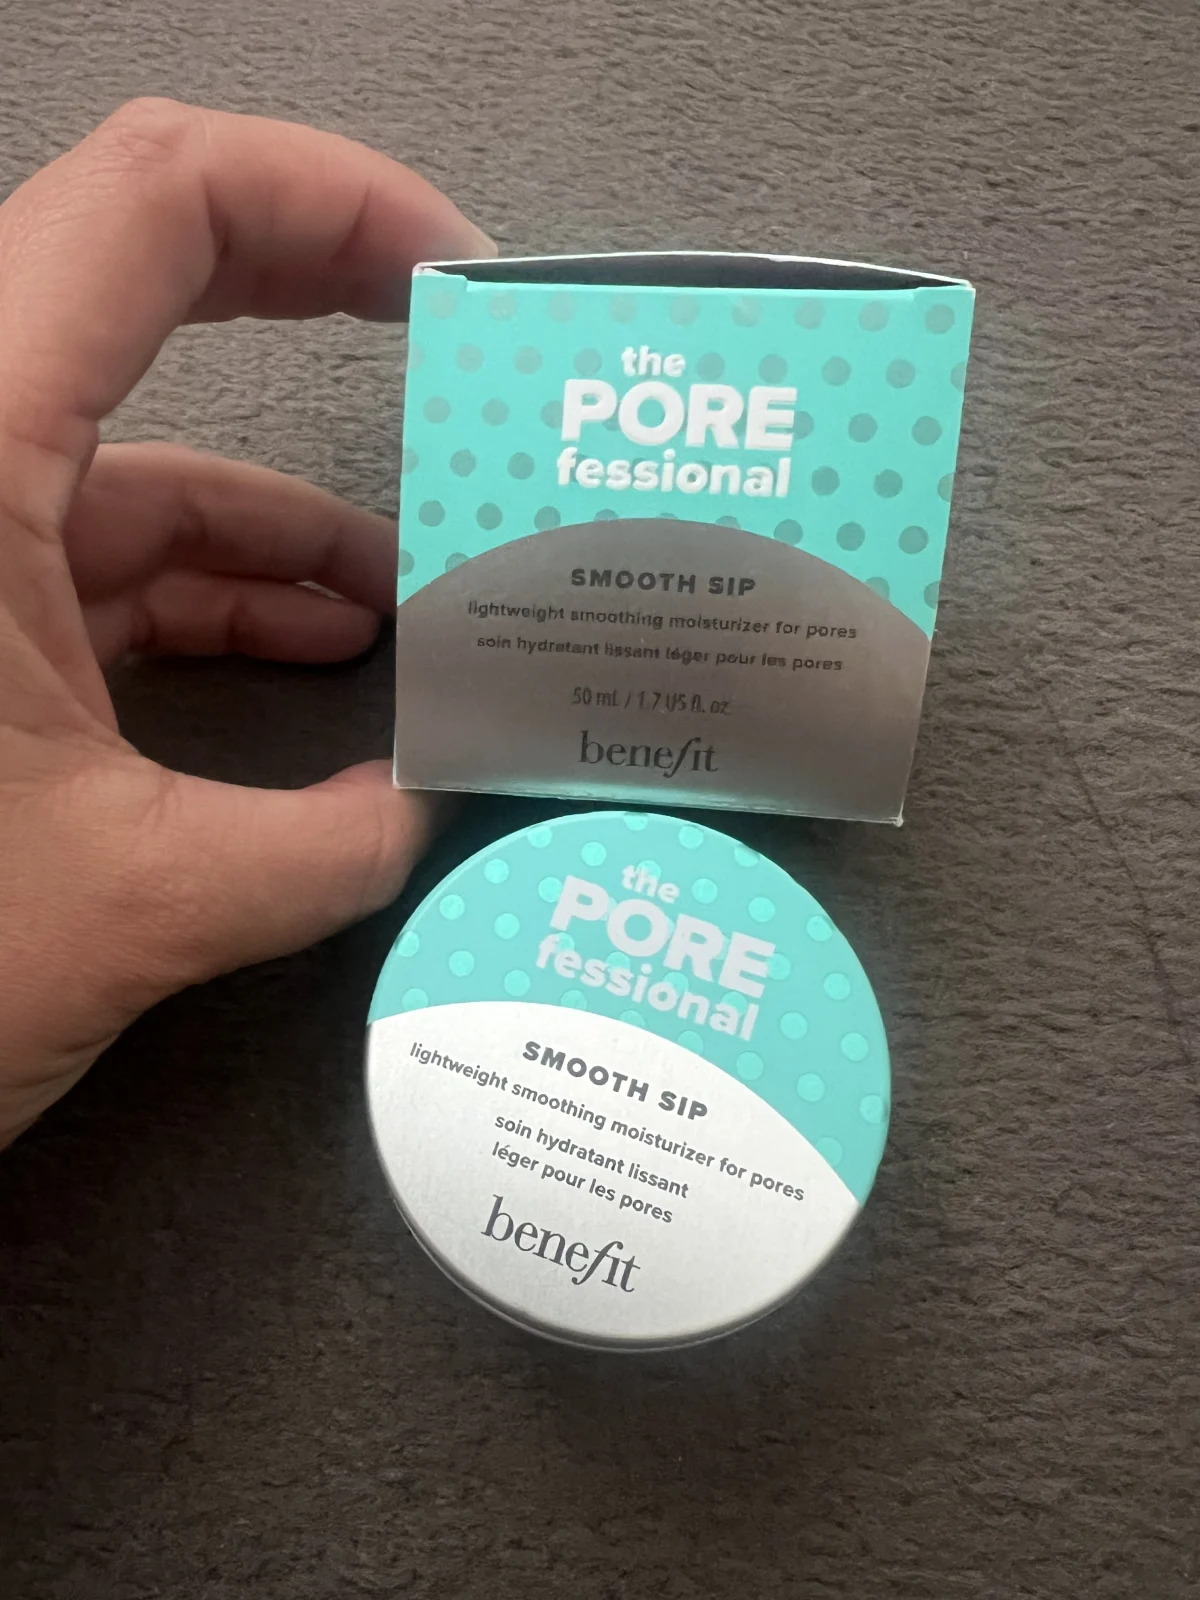 the
PORE
fessional
SMOOTH SIP
lightweight smoothing moisturizer for pores
soin hydratant lissant léger pour les pores
50 mL / 1.7 US fl. oz
benefit
the
PORE
fessional
SMOOTH SIP
lightweight smoothing moisturizer for pores
soin hydratant lissant
léger pour les pores
benefit